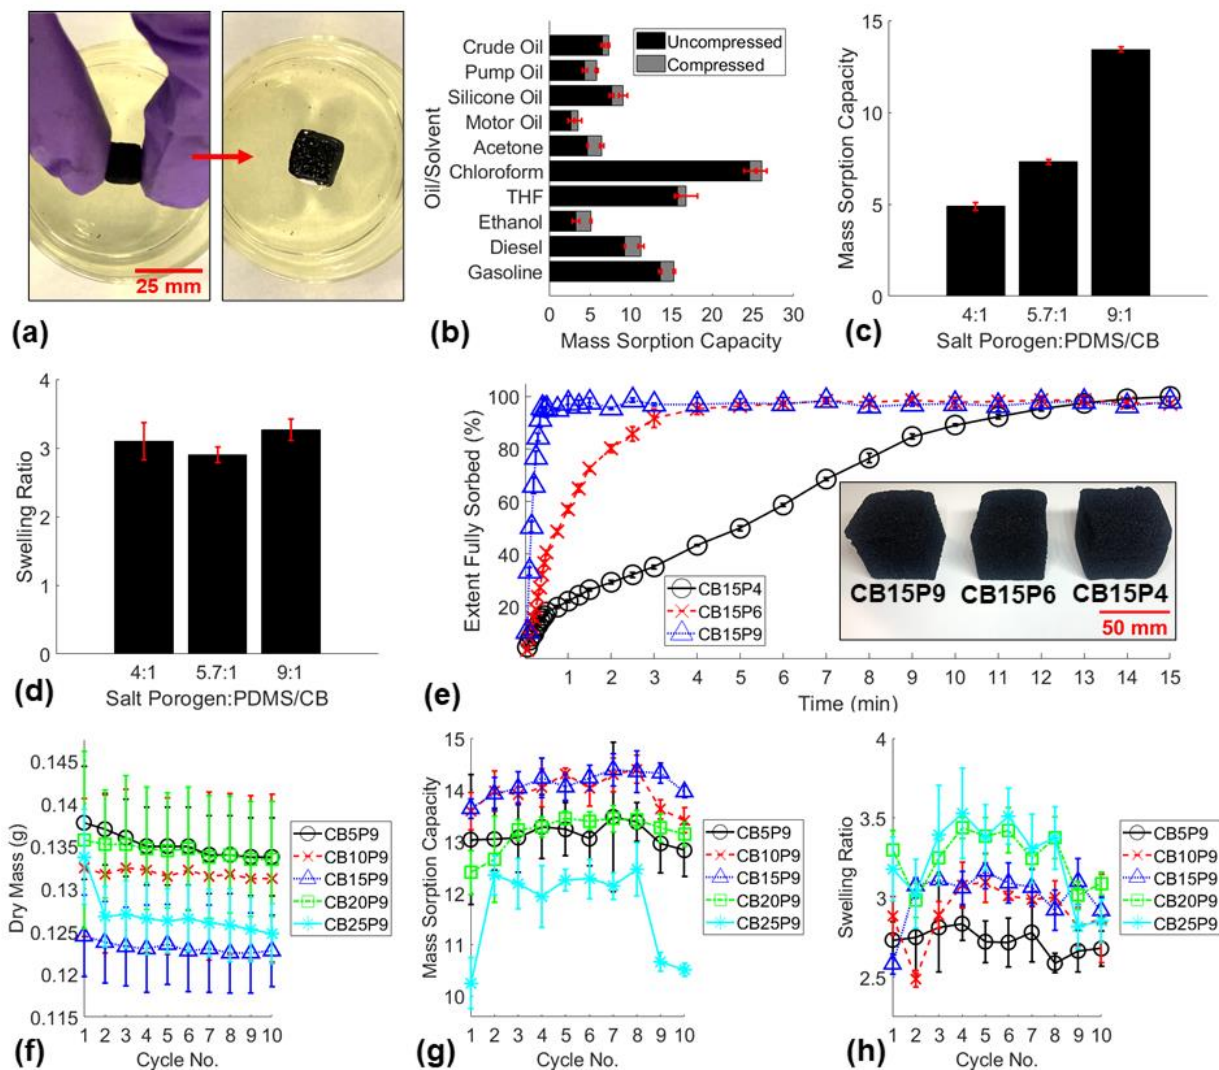 25 mm
(a)
Oil/Solvent
Crude Oil
Pump Oil
Silicone Oil
Motor Oil
Acetone
Chloroform
THF
Ethanol
Diesel
Gasoline
Uncompressed
Compressed
0 5 10 15 20 25 30
Mass Sorption Capacity
(b)
Mass Sorption Capacity
15
10
5
0
4:1 5.7:1 9:1
Salt Porogen:PDMS/CB
(c)
Swelling Ratio
4
3
2
1
0
4:1 5.7:1 9:1
Salt Porogen:PDMS/CB
(d)
Extent Fully Sorbed (%)
100
80
60
40
20
CB15P4
CB15P6
CB15P9
CB15P9 CB15P6 CB15P4
50 mm
1 2 3 4 5 6 7 8 9 10 11 12 13 14 15
Time (min)
(e)
Dry Mass (g)
0.145
0.14
0.135
0.13
0.125
0.12
0.115
CB5P9
CB10P9
CB15P9
CB20P9
CB25P9
1 2 3 4 5 6 7 8 9 10
Cycle No.
(f)
Mass Sorption Capacity
15
14
13
12
11
10
CB5P9
CB10P9
CB15P9
CB20P9
CB25P9
1 2 3 4 5 6 7 8 9 10
Cycle No.
(g)
Swelling Ratio
4
3.5
3
2.5
CB5P9
CB10P9
CB15P9
CB20P9
CB25P9
1 2 3 4 5 6 7 8 9 10
Cycle No.
(h)